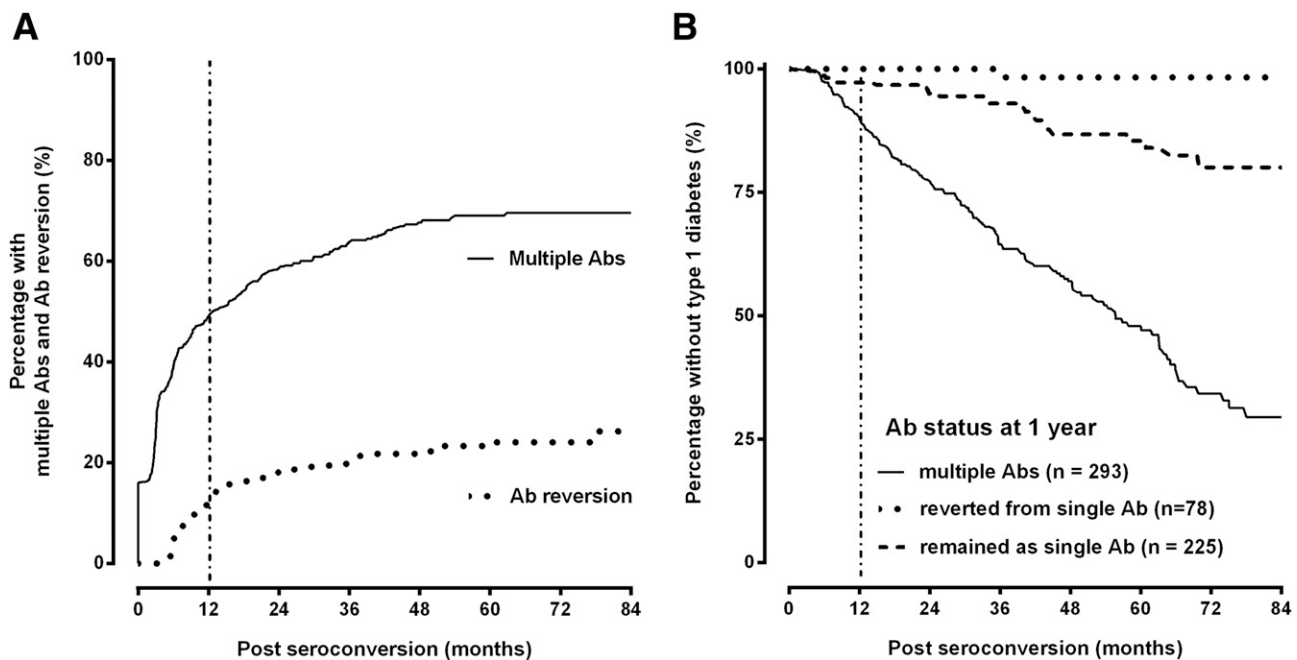 A
Percentage with
multiple Abs and Ab reversion (%)
100
80
60
40
20
0
Multiple Abs
Ab reversion
0 12 24 36 48 60 72 84
Post seroconversion (months)
B
Percentage without type 1 diabetes (%)
100
75
50
25
0
Ab status at 1 year
multiple Abs (n = 293)
reverted from single Ab (n=78)
remained as single Ab (n = 225)
0 12 24 36 48 60 72 84
Post seroconversion (months)